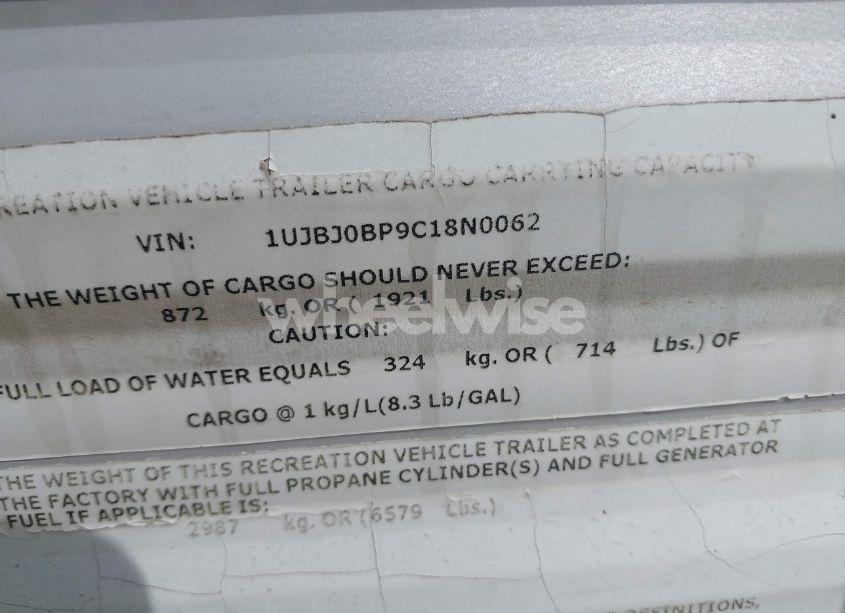 REATION VEHICLE TRAILER CARGO CARRYING CAPACITY
VIN: 1UJBJ0BP9C18N0062
THE WEIGHT OF CARGO SHOULD NEVER EXCEED:
872 kg. OR ( 1921 Lbs.)
wheelwise
CAUTION:
FULL LOAD OF WATER EQUALS 324 kg. OR ( 714 Lbs.) OF
CARGO @ 1 kg/L(8.3 Lb/GAL)
THE WEIGHT OF THIS RECREATION VEHICLE TRAILER AS COMPLETED AT
THE FACTORY WITH FULL PROPANE CYLINDER(S) AND FULL GENERATOR
FUEL IF APPLICABLE IS:
2987 kg. OR (6579 Lbs.)
DEFINITIONS,